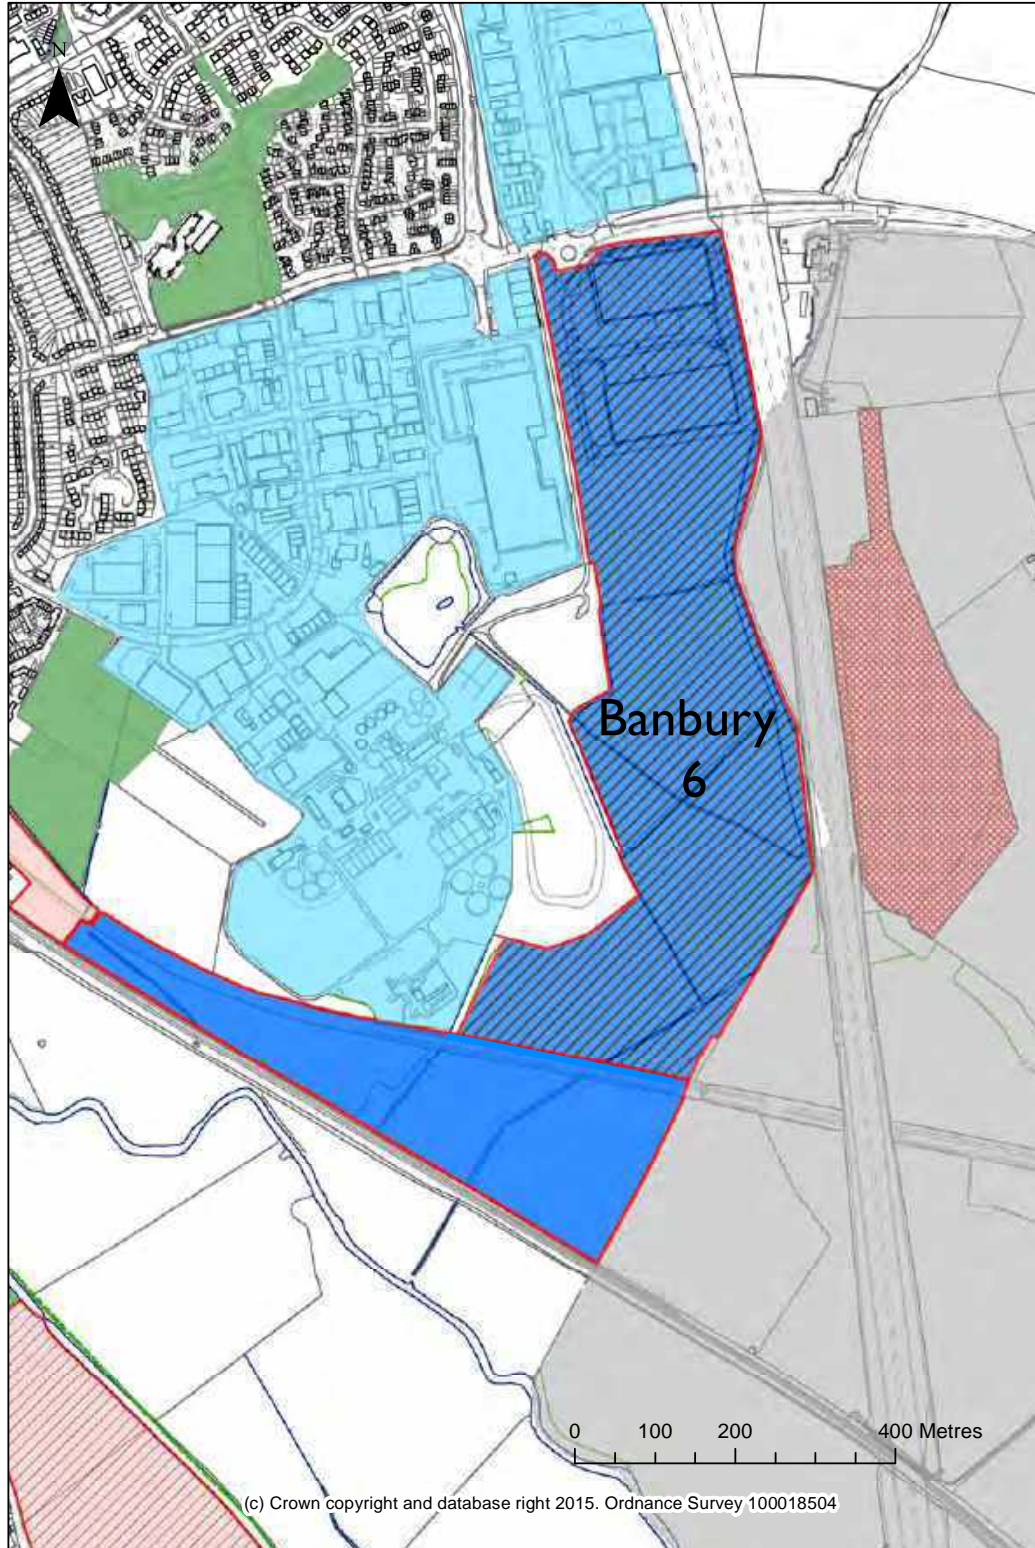 N
Banbury
6
0 100 200 400 Metres
(c) Crown copyright and database right 2015. Ordnance Survey 100018504